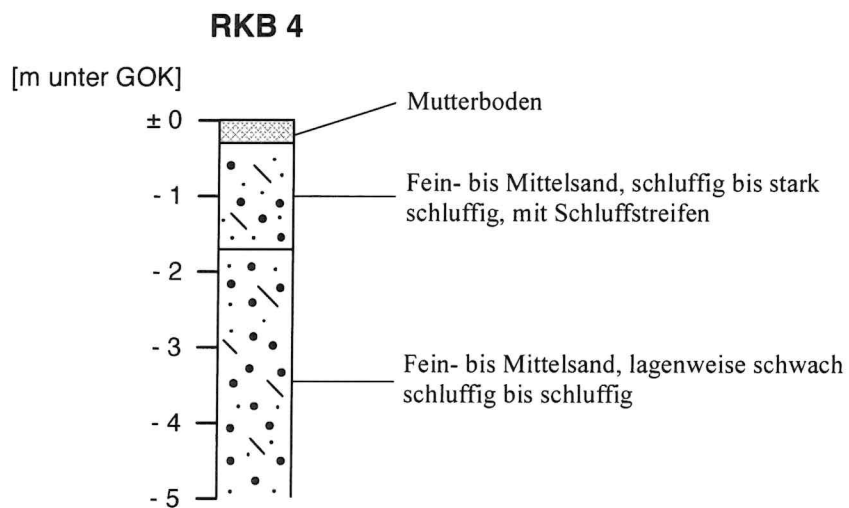 RKB 4
[m unter GOK]
± 0
Mutterboden
- 1
Fein- bis Mittelsand, schluffig bis stark
schluffig, mit Schluffstreifen
- 2
- 3
Fein- bis Mittelsand, lagenweise schwach
schluffig bis schluffig
- 4
- 5